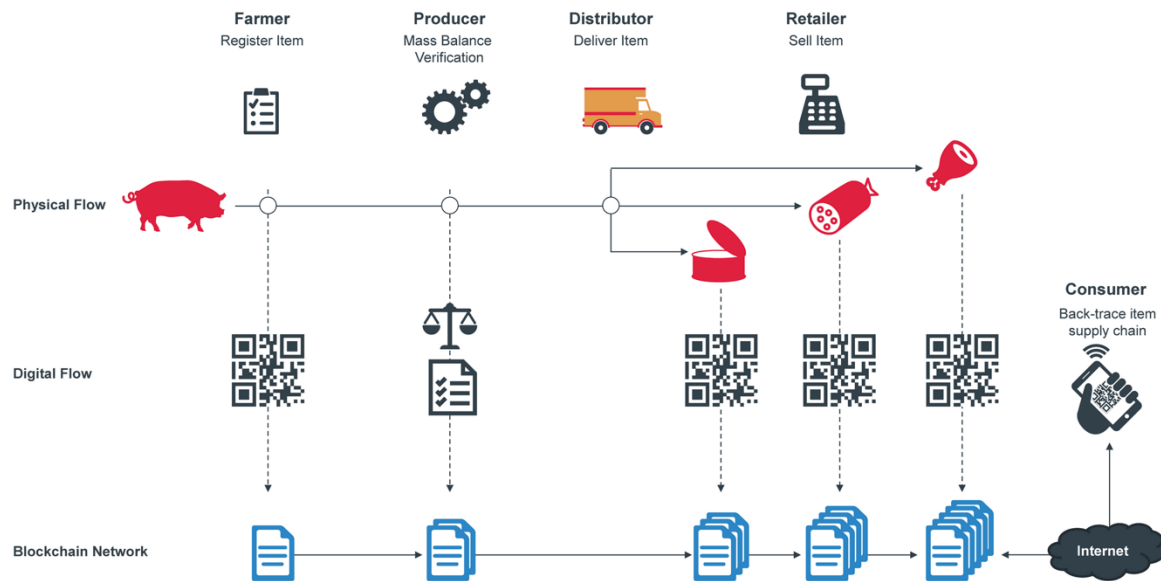 Farmer
Register Item
Producer
Mass Balance
Verification
Distributor
Deliver Item
Retailer
Sell Item
Physical Flow
Consumer
Back-trace item
supply chain
Digital Flow
Blockchain Network
Internet